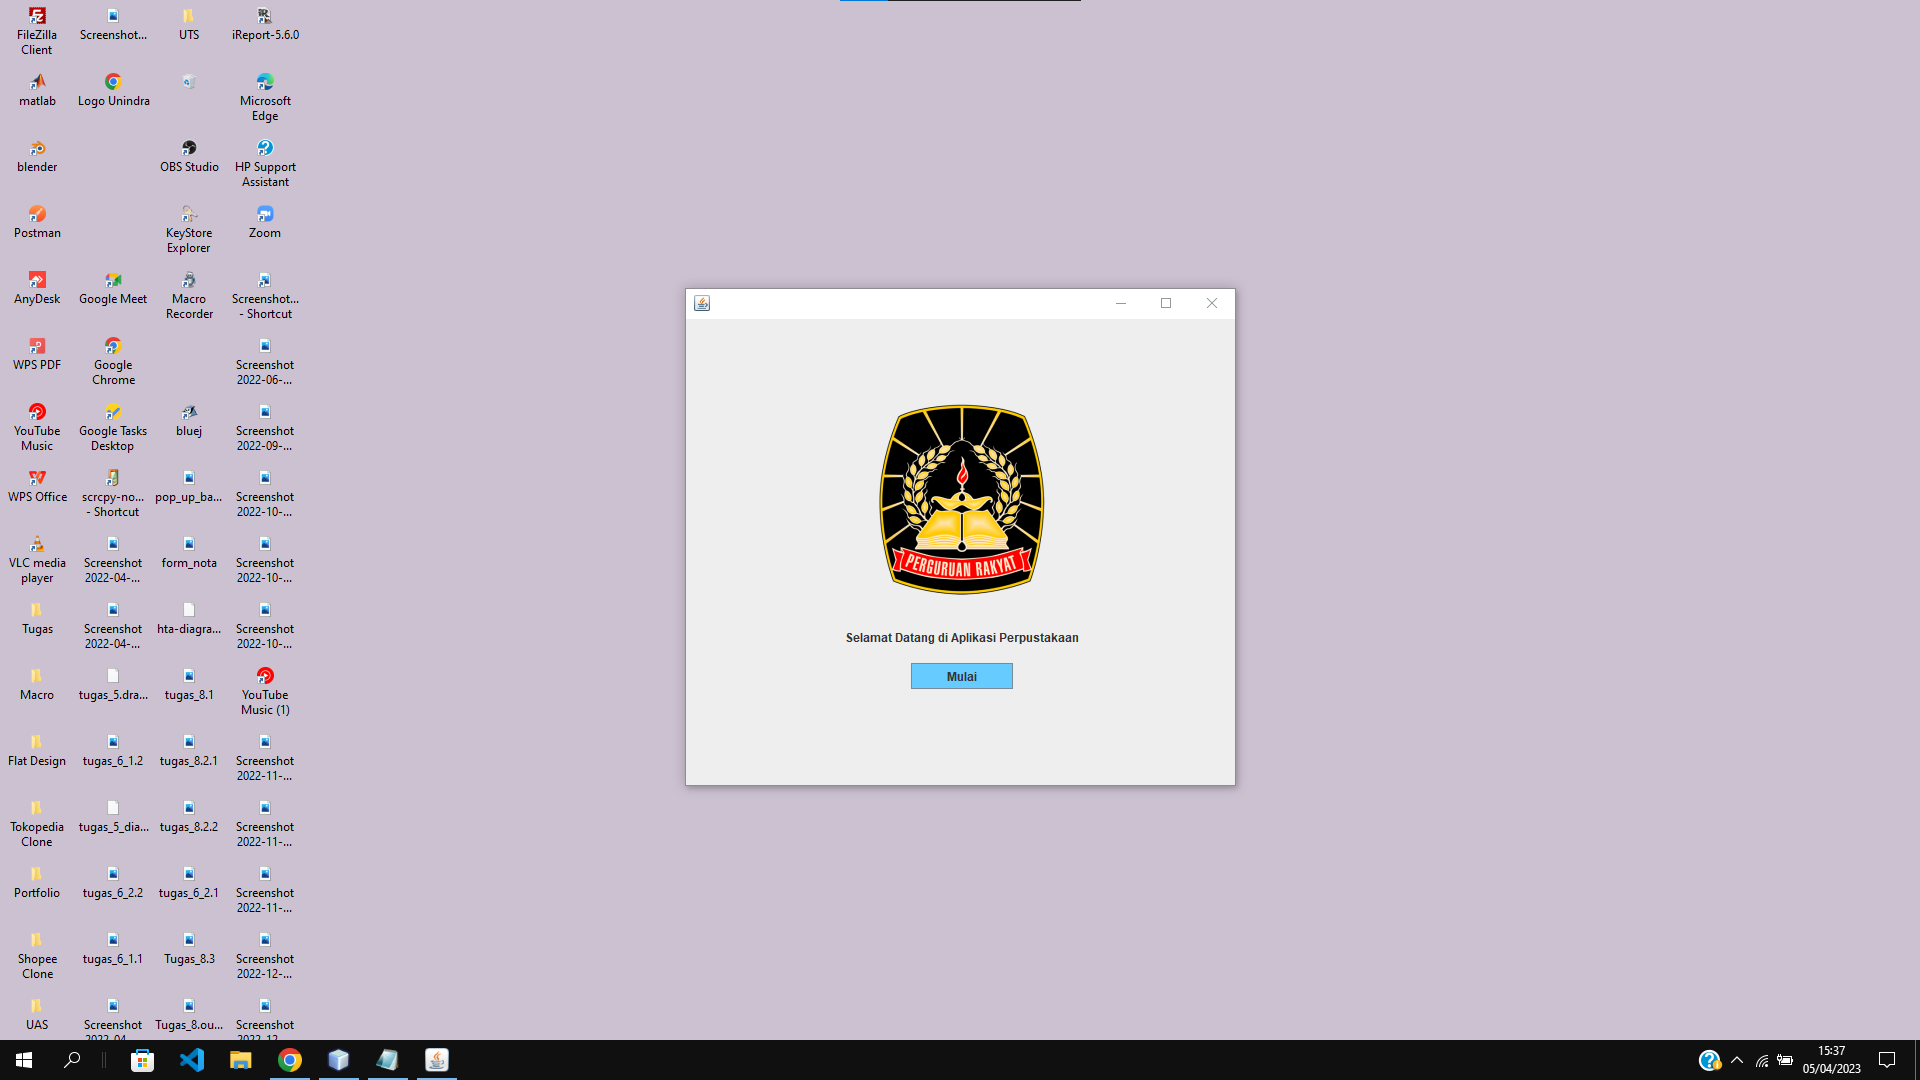 FileZilla
Client
Screenshot...
UTS
iReport-5.6.0
matlab
Logo Unindra
Microsoft
Edge
blender
OBS Studio
HP Support
Assistant
Postman
KeyStore
Explorer
Zoom
AnyDesk
Google Meet
Macro
Recorder
Screenshot...
- Shortcut
WPS PDF
Google
Chrome
Screenshot
2022-06-...
YouTube
Music
Google Tasks
Desktop
bluej
Screenshot
2022-09-...
WPS Office
scrcpy-no...
- Shortcut
pop_up_ba...
Screenshot
2022-10-...
VLC media
player
Screenshot
2022-04-...
form_nota
Screenshot
2022-10-...
Tugas
Screenshot
2022-04-...
hta-diagra...
Screenshot
2022-10-...
Macro
tugas_5.dra...
tugas_8.1
YouTube
Music (1)
Flat Design
tugas_6_1.2
tugas_8.2.1
Screenshot
2022-11-...
Tokopedia
Clone
tugas_5_dia...
tugas_8.2.2
Screenshot
2022-11-...
Portfolio
tugas_6_2.2
tugas_6_2.1
Screenshot
2022-11-...
Shopee
Clone
tugas_6_1.1
Tugas_8.3
Screenshot
2022-12-...
UAS
Screenshot
2022-04
Tugas_8.ou...
Screenshot
2022-12
PERGURUAN RAKYAT
Selamat Datang di Aplikasi Perpustakaan
Mulai
15:37
05/04/2023